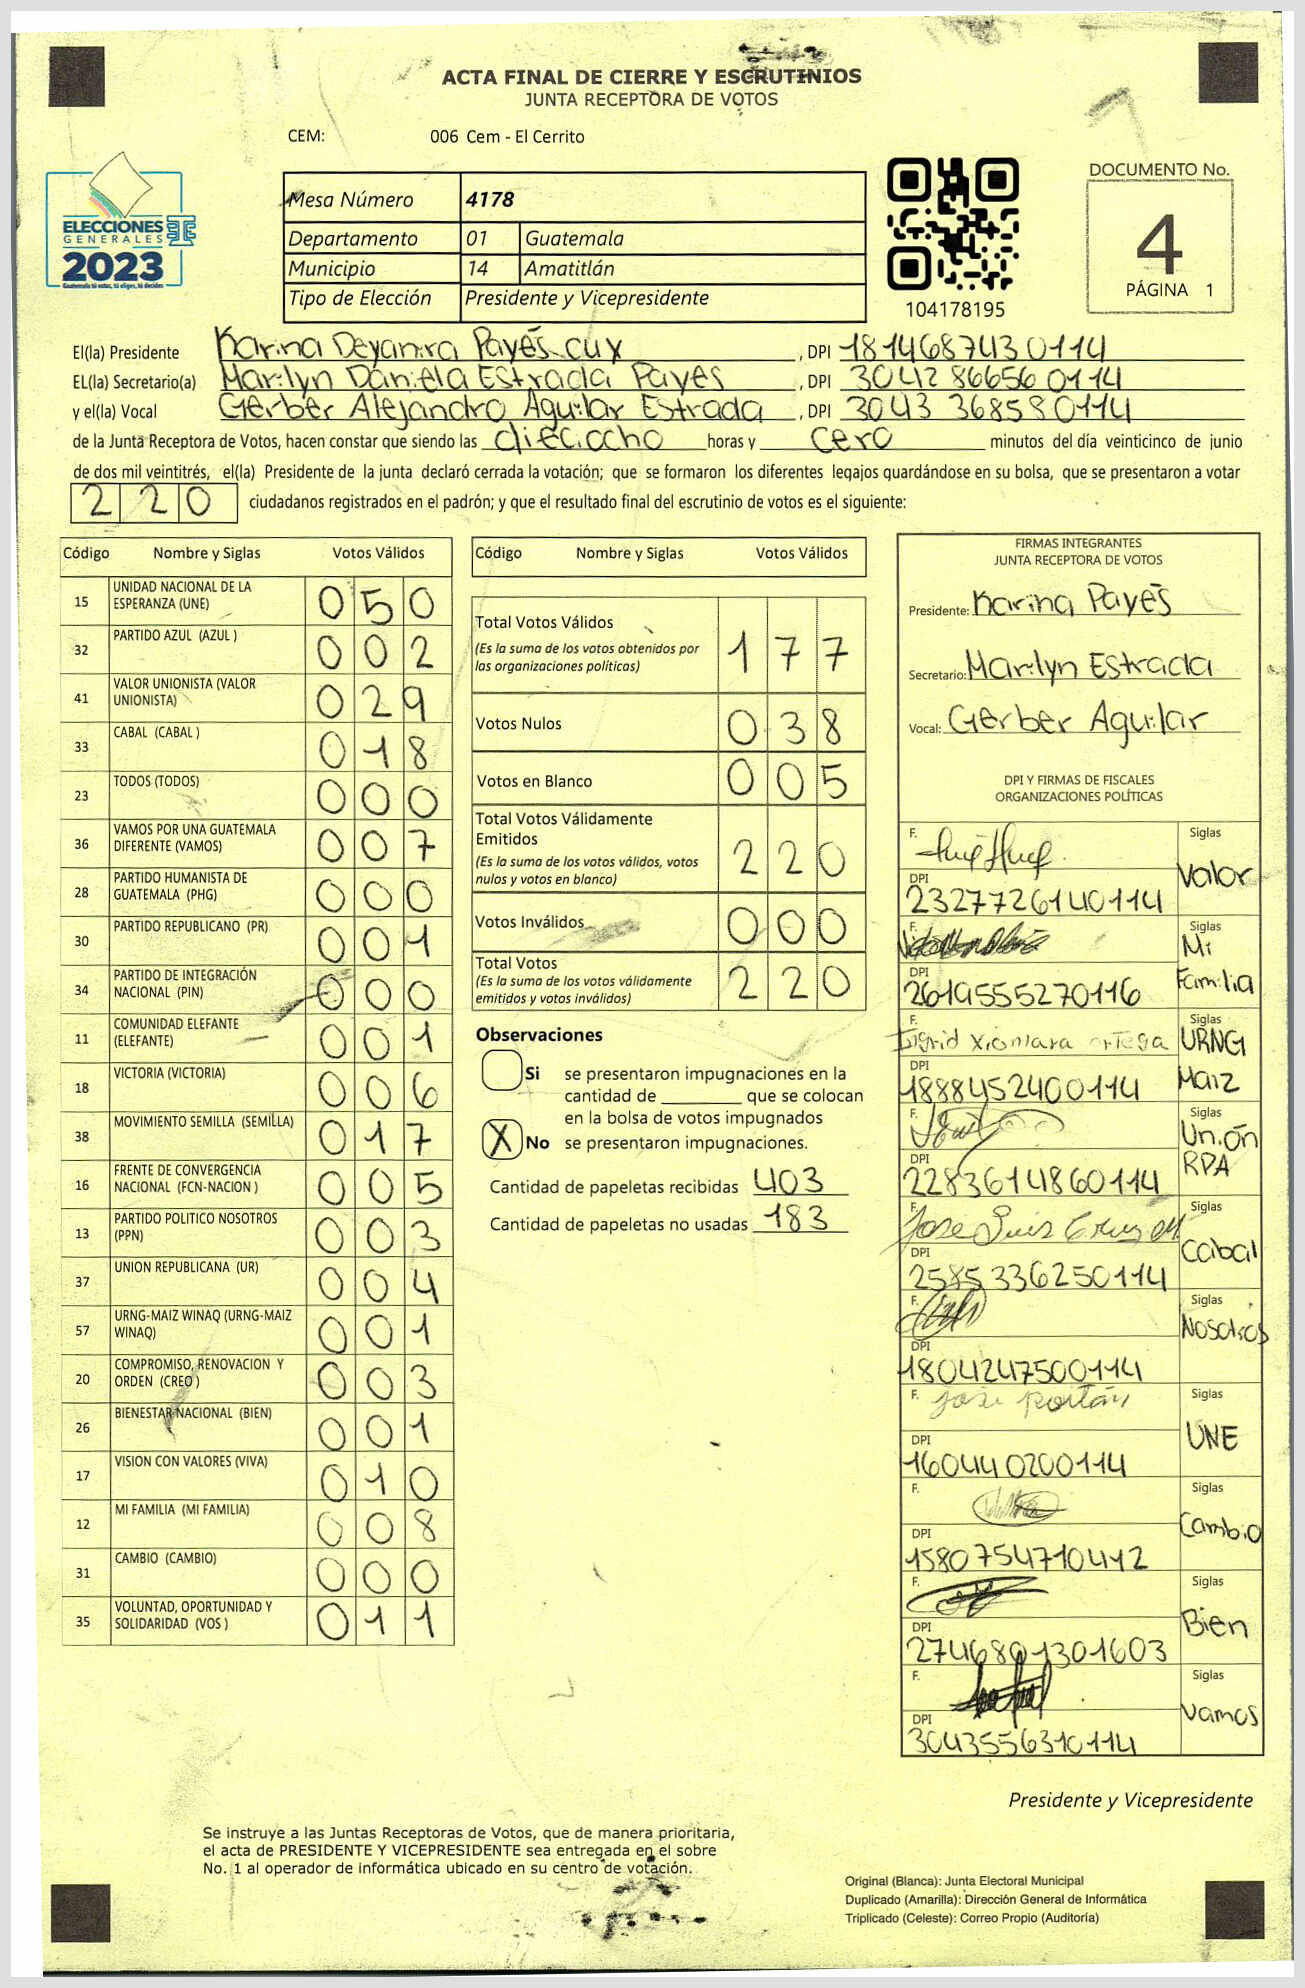 ACTA FINAL DE CIERRE Y ESCRUTINIOS
JUNTA RECEPTORA DE VOTOS
CEM: 006 Cem - El Cerrito
ELECCIONES
GENERALES
2023
Guatemala tú votas, tú eliges, tú decides
Mesa Número 4178
Departamento 01 Guatemala
Municipio 14 Amatitlán
Tipo de Elección Presidente y Vicepresidente
104178195
DOCUMENTO No.
4
PÁGINA 1
El(la) Presidente Karina Deyanira Payés Cux, DPI 1814687430114
EL(la) Secretario(a) Marilyn Daniela Estrada Payes, DPI 3042866560114
y el(la) Vocal Gerber Alejandro Aguilar Estrada, DPI 3043368580114
de la Junta Receptora de Votos, hacen constar que siendo las dieciocho horas y cero minutos del día veinticinco de junio
de dos mil veintitrés, el(la) Presidente de la junta declaró cerrada la votación; que se formaron los diferentes legajos guardándose en su bolsa, que se presentaron a votar
220 ciudadanos registrados en el padrón; y que el resultado final del escrutinio de votos es el siguiente:
Código Nombre y Siglas Votos Válidos
15 UNIDAD NACIONAL DE LA ESPERANZA (UNE) 050
32 PARTIDO AZUL (AZUL ) 002
41 VALOR UNIONISTA (VALOR UNIONISTA) 029
33 CABAL (CABAL ) 018
23 TODOS (TODOS) 000
36 VAMOS POR UNA GUATEMALA DIFERENTE (VAMOS) 007
28 PARTIDO HUMANISTA DE GUATEMALA (PHG) 000
30 PARTIDO REPUBLICANO (PR) 001
34 PARTIDO DE INTEGRACIÓN NACIONAL (PIN) 000
11 COMUNIDAD ELEFANTE (ELEFANTE) 001
18 VICTORIA (VICTORIA) 006
38 MOVIMIENTO SEMILLA (SEMILLA) 017
16 FRENTE DE CONVERGENCIA NACIONAL (FCN-NACION ) 005
13 PARTIDO POLITICO NOSOTROS (PPN) 003
37 UNION REPUBLICANA (UR) 004
57 URNG-MAIZ WINAQ (URNG-MAIZ WINAQ) 001
20 COMPROMISO, RENOVACION Y ORDEN (CREO ) 003
26 BIENESTAR NACIONAL (BIEN) 001
17 VISION CON VALORES (VIVA) 010
12 MI FAMILIA (MI FAMILIA) 008
31 CAMBIO (CAMBIO) 000
35 VOLUNTAD, OPORTUNIDAD Y SOLIDARIDAD (VOS ) 011
Código Nombre y Siglas Votos Válidos
Total Votos Válidos 177
(Es la suma de los votos obtenidos por
las organizaciones políticas)
Votos Nulos 038
Votos en Blanco 005
Total Votos Válidamente
Emitidos 220
(Es la suma de los votos válidos, votos
nulos y votos en blanco)
Votos Inválidos 000
Total Votos 220
(Es la suma de los votos válidamente
emitidos y votos inválidos)
Observaciones
Si se presentaron impugnaciones en la
cantidad de ________ que se colocan
en la bolsa de votos impugnados
X No se presentaron impugnaciones.
Cantidad de papeletas recibidas 403
Cantidad de papeletas no usadas 183
FIRMAS INTEGRANTES
JUNTA RECEPTORA DE VOTOS
Presidente: Karina Payés
Secretario: Marilyn Estrada
Vocal: Gerber Aguilar
DPI Y FIRMAS DE FISCALES
ORGANIZACIONES POLÍTICAS
F. Siglas Valor
DPI 2327726140114
F. Siglas Mi Familia
DPI 2619555270116
F. Ingrid Xiomara ortega Siglas URNG Maiz
DPI 1888452400114
F. Siglas Unión RPA
DPI 2283614860114
F. Jose Luis Cruz M Siglas Cabal
DPI 2585336250114
F. Siglas Nosotros
DPI 1804247500114
F. Siglas UNE
DPI 160440200114
F. Siglas Cambio
DPI 1580754710412
F. Siglas Bien
DPI 2746801301603
F. Siglas Vamos
DPI 3043556310114
Presidente y Vicepresidente
Se instruye a las Juntas Receptoras de Votos, que de manera prioritaria,
el acta de PRESIDENTE Y VICEPRESIDENTE sea entregada en el sobre
No. 1 al operador de informática ubicado en su centro de votación.
Original (Blanca): Junta Electoral Municipal
Duplicado (Amarilla): Dirección General de Informática
Triplicado (Celeste): Correo Propio (Auditoría)